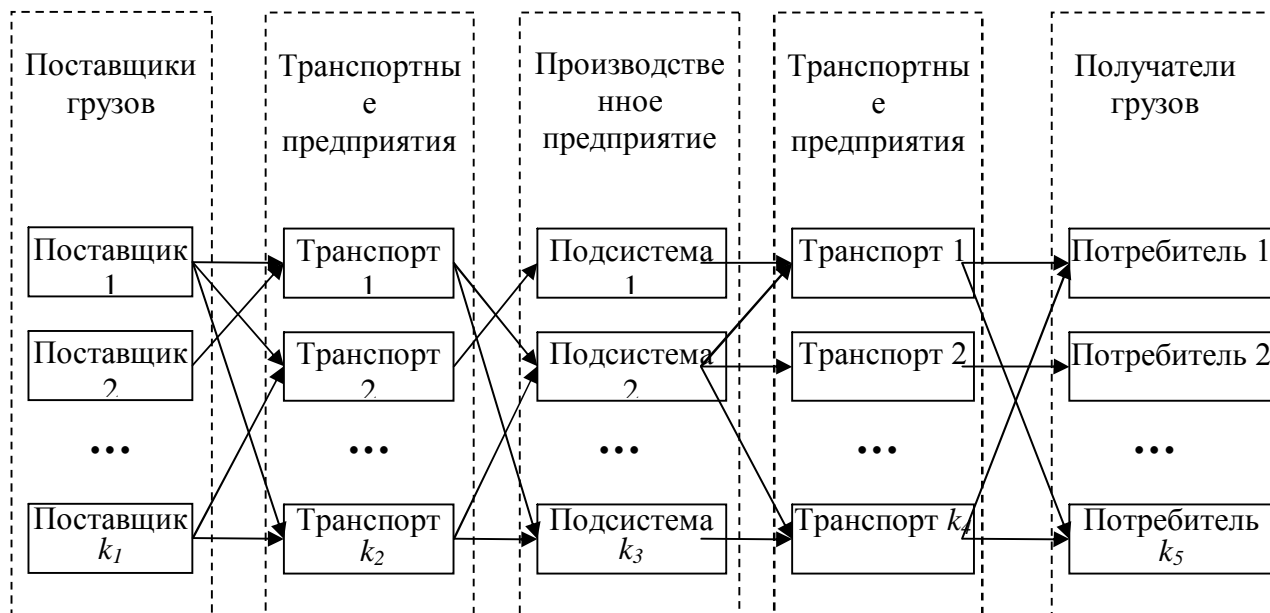 Поставщики
грузов
Транспортны
е
предприятия
Производстве
нное
предприятие
Транспортны
е
предприятия
Получатели
грузов
Поставщик
1
Транспорт
1
Подсистема
1
Транспорт 1
Потребитель 1
Поставщик
2
Транспорт
2
Подсистема
2
Транспорт 2
Потребитель 2
...
...
...
...
...
Поставщик
k1
Транспорт
k2
Подсистема
k3
Транспорт k4
Потребитель
k5